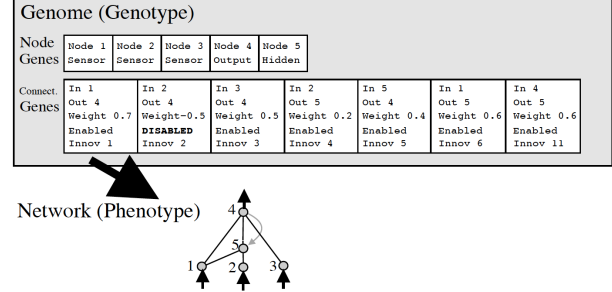 Genome (Genotype)
Node Genes
Node 1 Node 2 Node 3 Node 4 Node 5
Sensor Sensor Sensor Output Hidden
Connect. Genes
In 1 In 2 In 3 In 2 In 5 In 1 In 4
Out 4 Out 4 Out 4 Out 5 Out 4 Out 5 Out 5
Weight 0.7 Weight-0.5 Weight 0.5 Weight 0.2 Weight 0.4 Weight 0.6 Weight 0.6
Enabled DISABLED Enabled Enabled Enabled Enabled Enabled
Innov 1 Innov 2 Innov 3 Innov 4 Innov 5 Innov 6 Innov 11
Network (Phenotype)
4
5
1 2 3